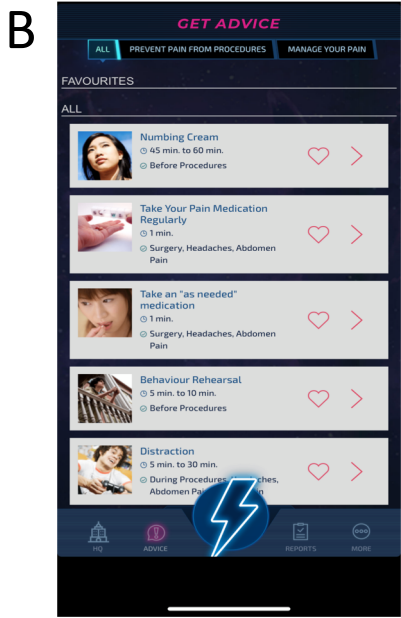 B
GET ADVICE
ALL PREVENT PAIN FROM PROCEDURES MANAGE YOUR PAIN
FAVOURITES
ALL
Numbing Cream
45 min. to 60 min.
Before Procedures
Take Your Pain Medication
Regularly
1 min.
Surgery, Headaches, Abdomen
Pain
Take an "as needed"
medication
1 min.
Surgery, Headaches, Abdomen
Pain
Behaviour Rehearsal
5 min. to 10 min.
Before Procedures
Distraction
5 min. to 30 min.
During Procedures
Abdomen
HQ ADVICE REPORTS MORE